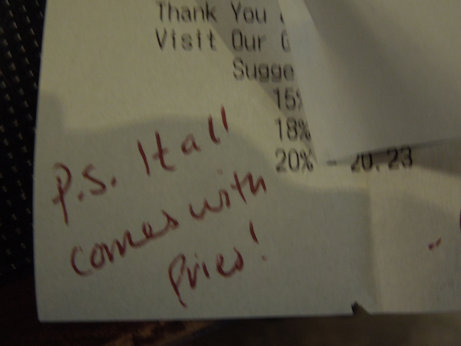 Thank You
Visit Our
Sugge
15%
18%
20% - 20.23
P.S. It all
comes with
fries!